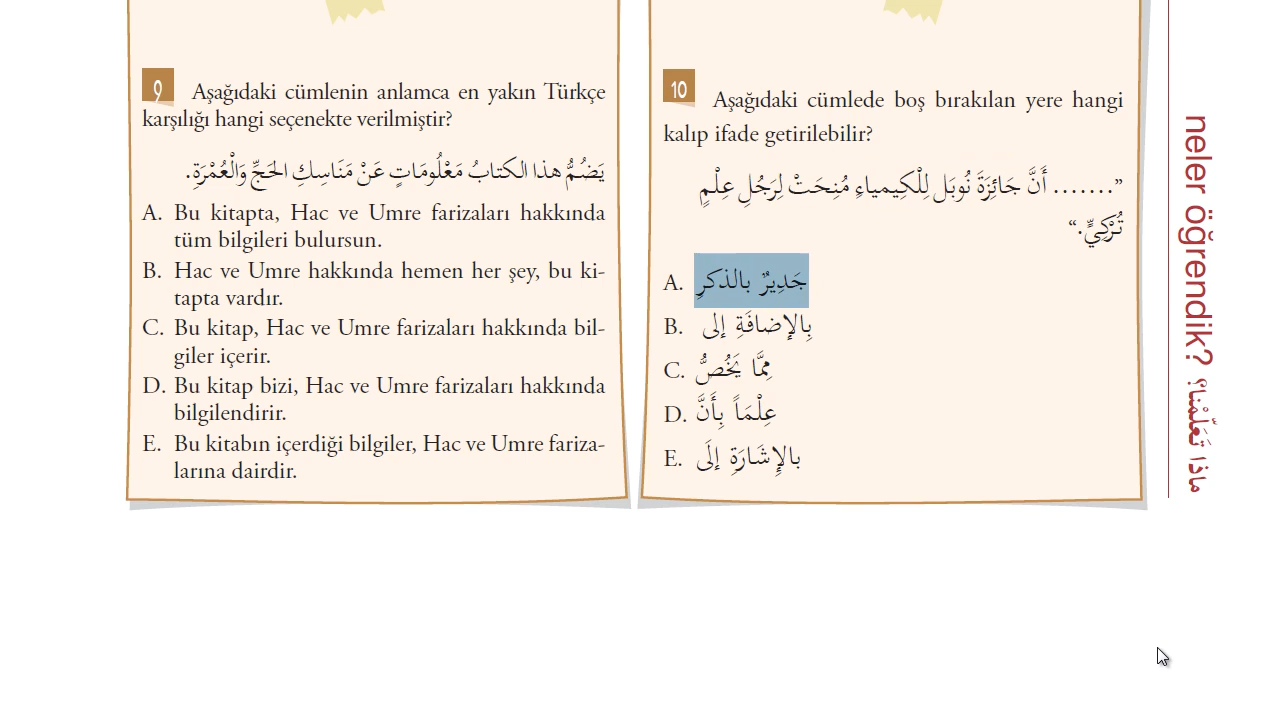 9 Aşağıdaki cümlenin anlamca en yakın Türkçe
karşılığı hangi seçenekte verilmiştir?
يَضُمُّ هذا الكتابُ مَعْلُومَاتٍ عَنْ مَنَاسِكِ الحَجِّ وَالْعُمْرَةِ.
A. Bu kitapta, Hac ve Umre farizaları hakkında
tüm bilgileri bulursun.
B. Hac ve Umre hakkında hemen her şey, bu ki-
tapta vardır.
C. Bu kitap, Hac ve Umre farizaları hakkında bil-
giler içerir.
D. Bu kitap bizi, Hac ve Umre farizaları hakkında
bilgilendirir.
E. Bu kitabın içerdiği bilgiler, Hac ve Umre fariza-
larına dairdir.
10 Aşağıdaki cümlede boş bırakılan yere hangi
kalıp ifade getirilebilir?
”....... أَنَّ جَائِزَةَ نُوبَل لِلْكِيمياءِ مُنِحَتْ لِرَجُلِ عِلْمٍ
تُرْكِيٍّ.“
A. جَدِيرٌ بالذكرِ
B. بِالإضافَةِ إلى
C. مِمَّا يَخُصُّ
D. عِلْمَاً بِأَنَّ
E. بالإِشَارَةِ إلَى
neler öğrendik? ماذا تَعَلَّمْنا؟